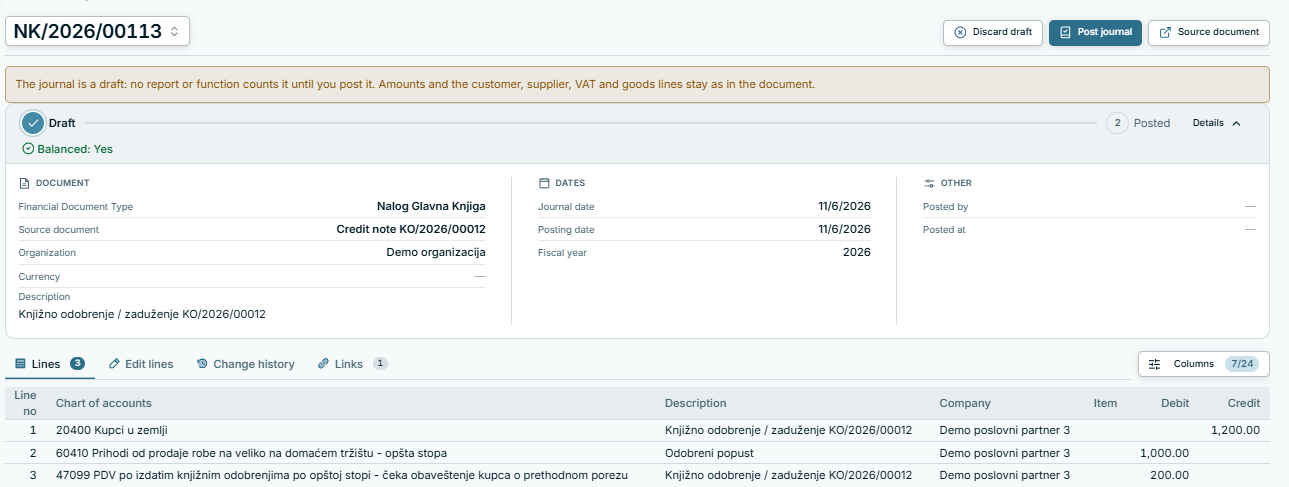 NK/2026/00113
Discard draft
Post journal
Source document
The journal is a draft: no report or function counts it until you post it. Amounts and the customer, supplier, VAT and goods lines stay as in the document.
Draft
2 Posted
Details
Balanced: Yes
DOCUMENT
Financial Document Type Nalog Glavna Knjiga
Source document Credit note KO/2026/00012
Organization Demo organizacija
Currency —
Description
Knjižno odobrenje / zaduženje KO/2026/00012
DATES
Journal date 11/6/2026
Posting date 11/6/2026
Fiscal year 2026
OTHER
Posted by —
Posted at —
Lines 3
Edit lines
Change history
Links 1
Columns 7/24
Line no Chart of accounts Description Company Item Debit Credit
1 20400 Kupci u zemlji Knjižno odobrenje / zaduženje KO/2026/00012 Demo poslovni partner 3 1,200.00
2 60410 Prihodi od prodaje robe na veliko na domaćem tržištu - opšta stopa Odobreni popust Demo poslovni partner 3 1,000.00
3 47099 PDV po izdatim knjižnim odobrenjima po opštoj stopi - čeka obaveštenje kupca o prethodnom porezu Knjižno odobrenje / zaduženje KO/2026/00012 Demo poslovni partner 3 200.00